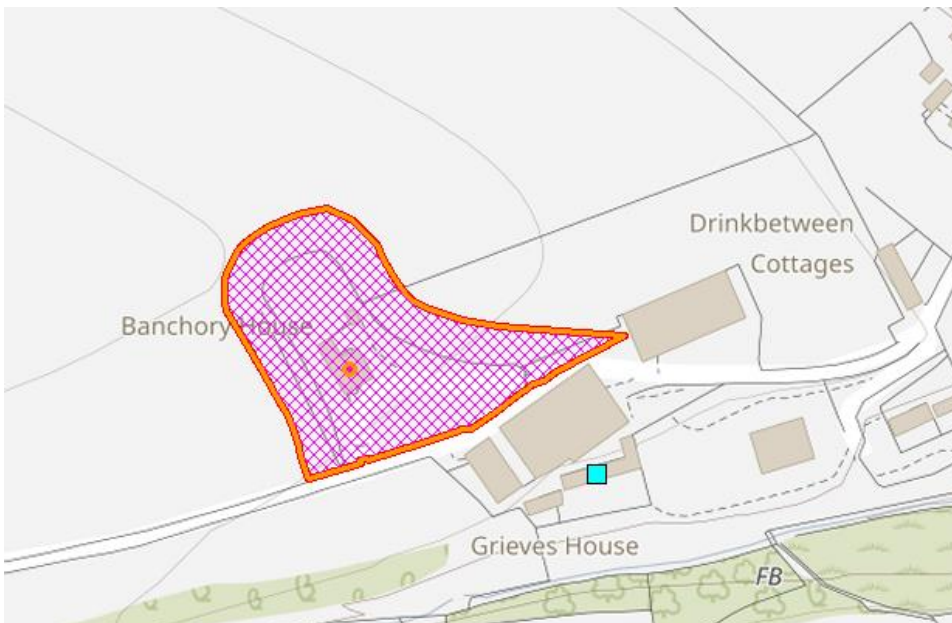 Drinkbetween
Cottages
Banchory House
Grieves House
FB